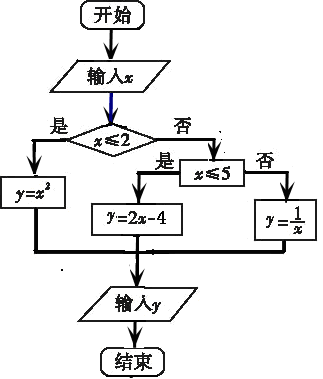 开始
输入x
是
否
x≤2
是
否
x≤5
y=x²
y=2x-4
y=1/x
输入y
结束